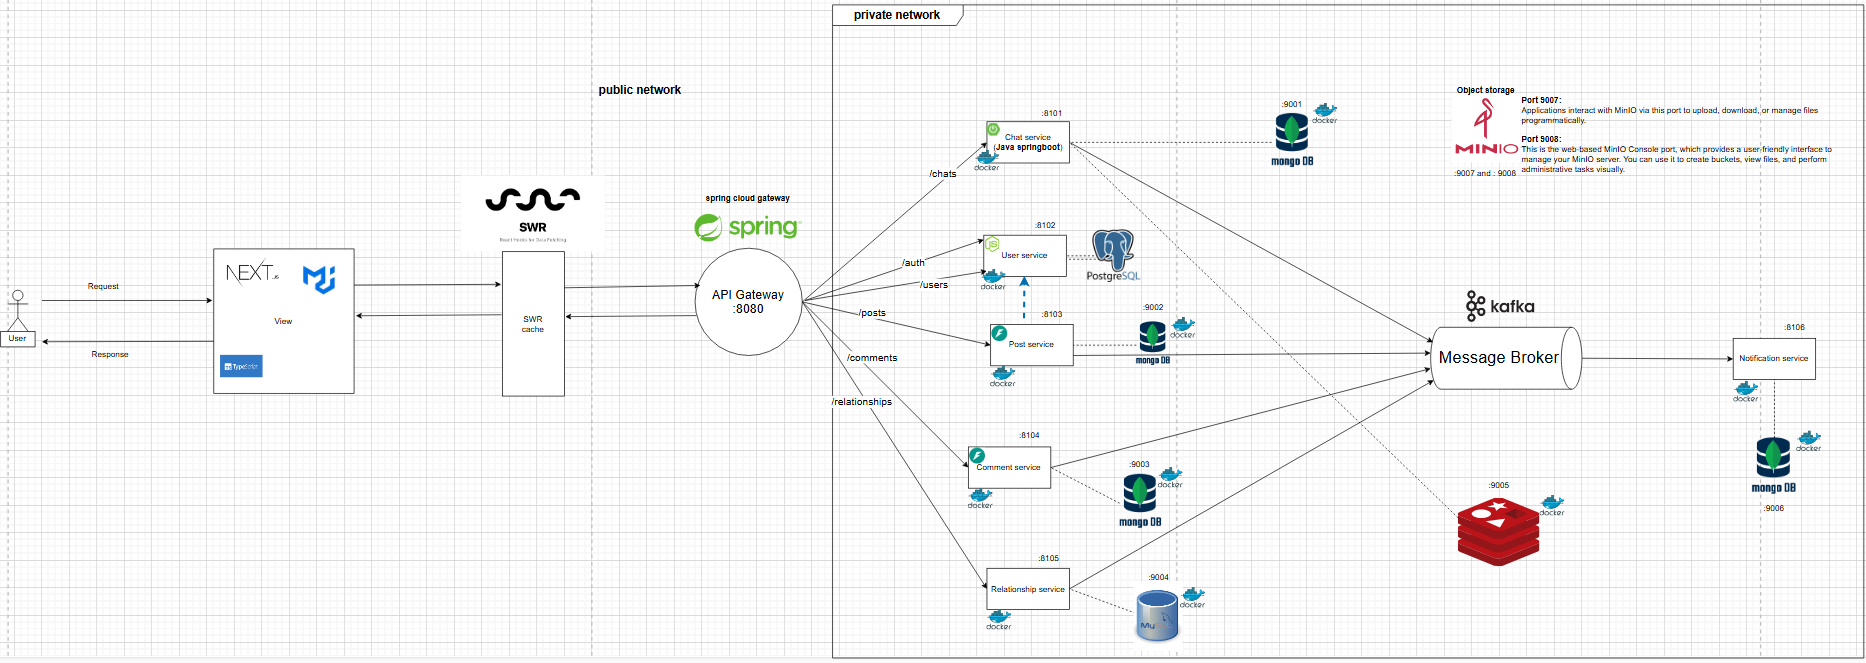 private network
public network
User
Request
Response
NEXT.JS
View
TypeScript
SWR
React Hooks for Data Fetching
SWR
cache
spring cloud gateway
spring
API Gateway
:8080
/chats
/auth
/users
/posts
/comments
/relationships
:8101
Chat service
(Java springboot)
docker
:9001
docker
mongo DB
:8102
JS
User service
docker
PostgreSQL
:8103
Post service
docker
:9002
docker
mongo DB
:8104
Comment service
docker
:9003
docker
mongo DB
:8105
Relationship service
docker
:9004
docker
My
Object storage
MINIO
:9007 and : 9008
Port 9007:
Applications interact with MinIO via this port to upload, download, or manage files
programmatically.
Port 9008:
This is the web-based MinIO Console port, which provides a user-friendly interface to
manage your MinIO server. You can use it to create buckets, view files, and perform
administrative tasks visually.
kafka
Message Broker
:8106
Notification service
docker
docker
mongo DB
:9006
:9005
docker